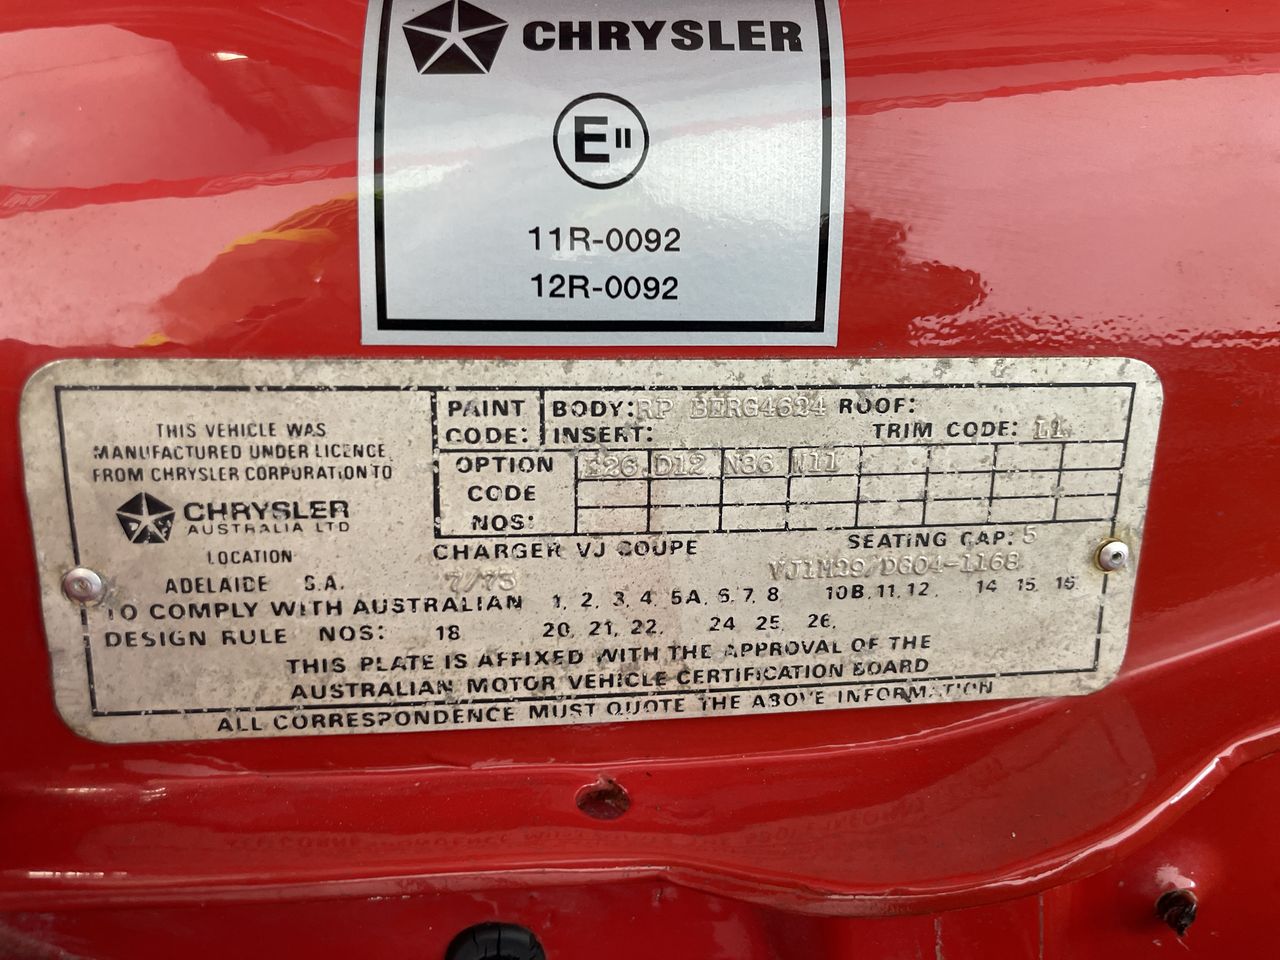 CHRYSLER
E11
11R-0092
12R-0092
THIS VEHICLE WAS
MANUFACTURED UNDER LICENCE
FROM CHRYSLER CORPORATION TO
CHRYSLER
AUSTRALIA LTD
LOCATION
ADELAIDE S.A.
PAINT CODE:
BODY: RP ROOF:
INSERT: TRIM CODE: L1
OPTION CODE NOS: E26 D12 N36 W11
CHARGER VJ COUPE SEATING CAP: 5
7/73 VJ1M29/D604-1168
TO COMPLY WITH AUSTRALIAN 1, 2, 3, 4, 5A, 6, 7, 8 10B, 11, 12, 14 15, 16
DESIGN RULE NOS: 18 20, 21, 22, 24 25, 26,
THIS PLATE IS AFFIXED WITH THE APPROVAL OF THE
AUSTRALIAN MOTOR VEHICLE CERTIFICATION BOARD
ALL CORRESPONDENCE MUST QUOTE THE ABOVE INFORMATION